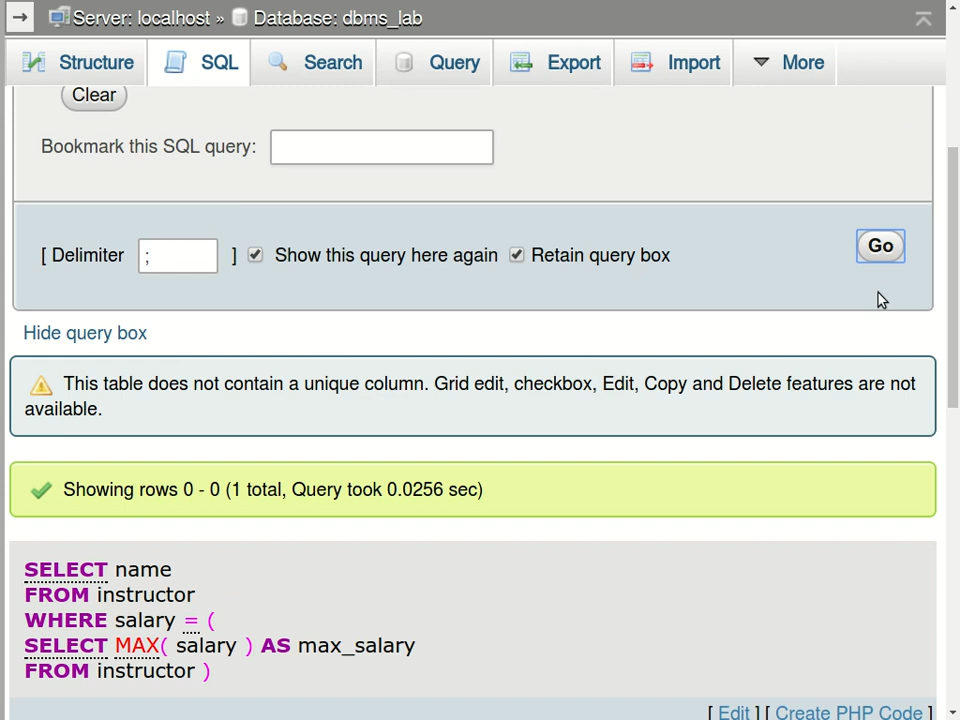 Server: localhost » Database: dbms_lab
Structure SQL Search Query Export Import More
Clear
Bookmark this SQL query:
[ Delimiter ; ] Show this query here again Retain query box Go
Hide query box
This table does not contain a unique column. Grid edit, checkbox, Edit, Copy and Delete features are not
available.
Showing rows 0 - 0 (1 total, Query took 0.0256 sec)
SELECT name
FROM instructor
WHERE salary = (
SELECT MAX( salary ) AS max_salary
FROM instructor )
[ Edit ] [ Create PHP Code ]